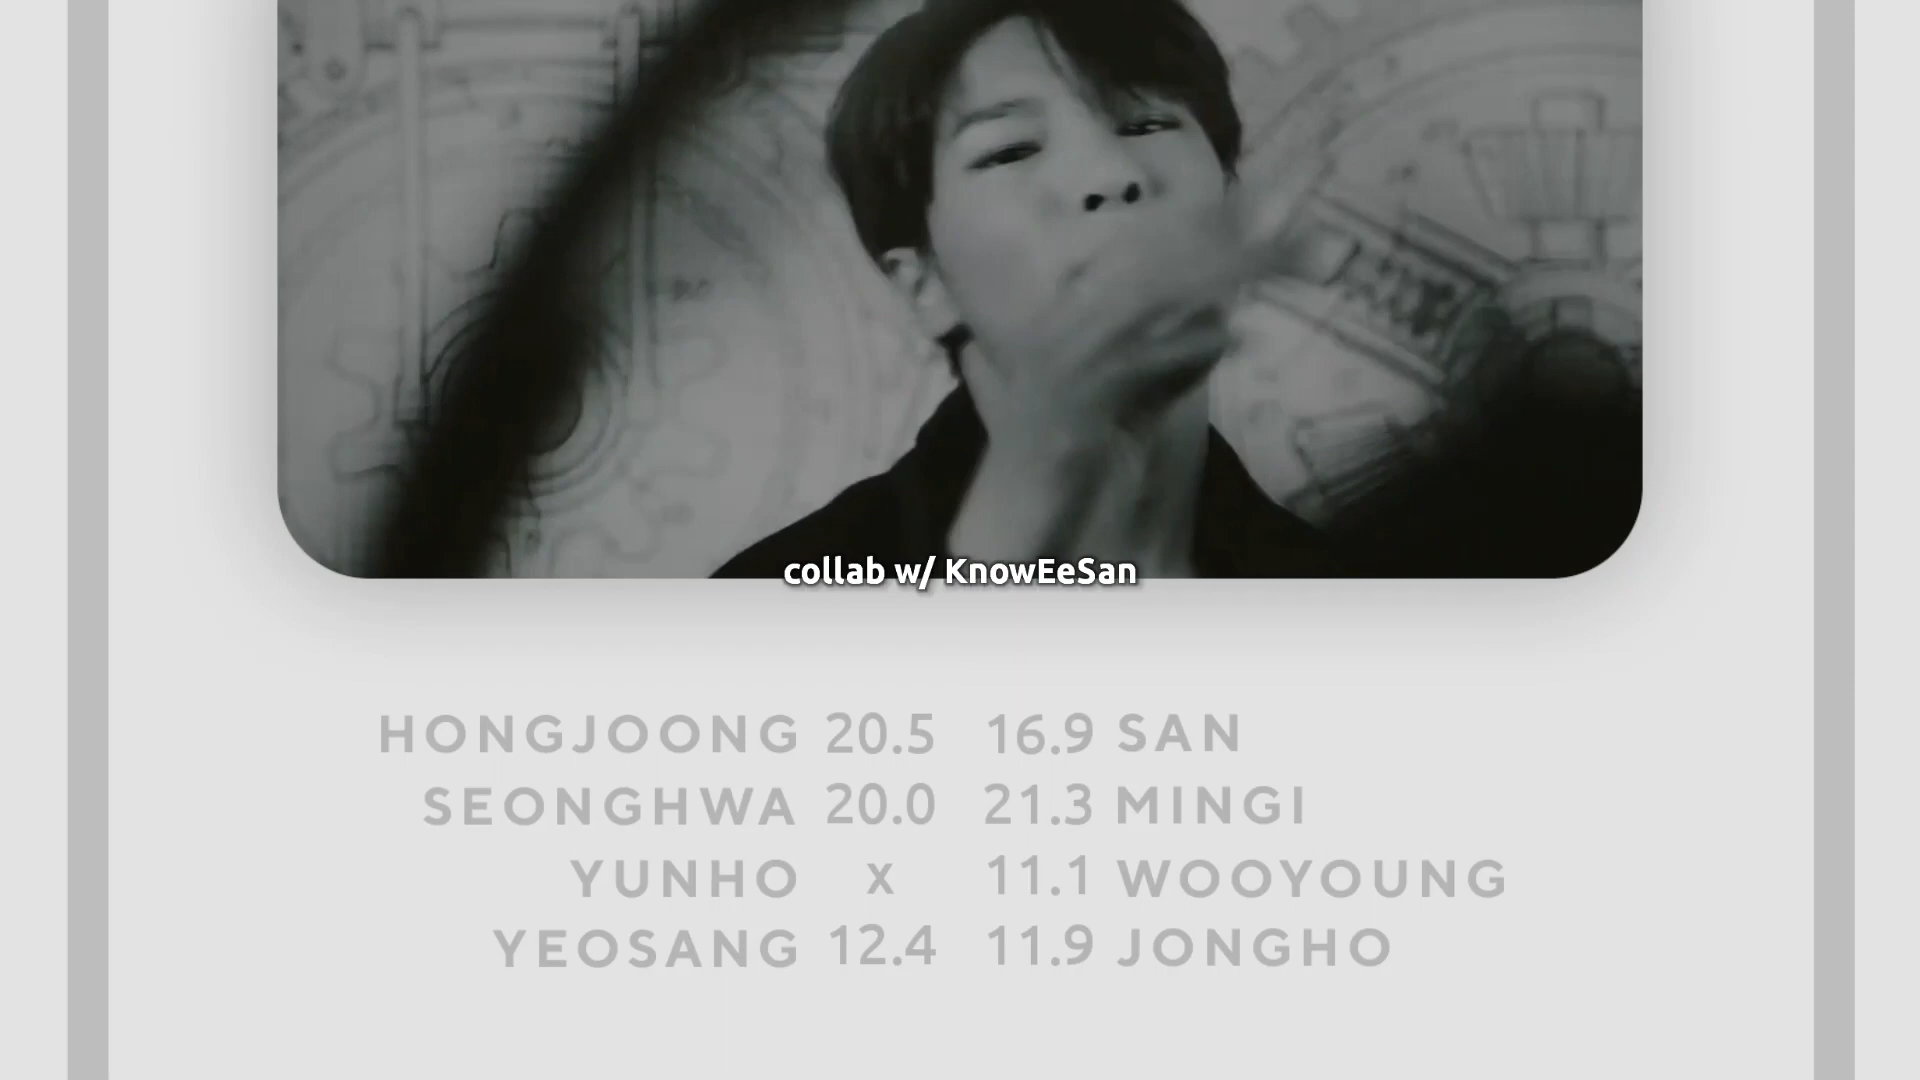 collab w/ KnowEeSan
HONGJOONG 20.5 16.9 SAN
SEONGHWA 20.0 21.3 MINGI
YUNHO x 11.1 WOOYOUNG
YEOSANG 12.4 11.9 JONGHO